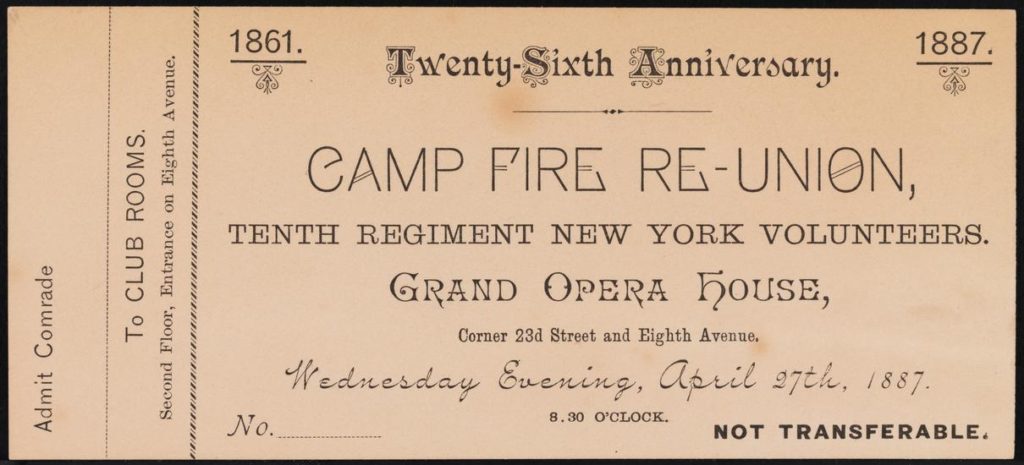 Admit Comrade
To CLUB ROOMS.
Second Floor, Entrance on Eighth Avenue.
1861.
1887.
Twenty-Sixth Anniversary.
CAMP FIRE RE-UNION,
TENTH REGIMENT NEW YORK VOLUNTEERS.
GRAND OPERA HOUSE,
Corner 23d Street and Eighth Avenue.
Wednesday Evening, April 27th, 1887.
8.30 O'CLOCK.
No.
NOT TRANSFERABLE.